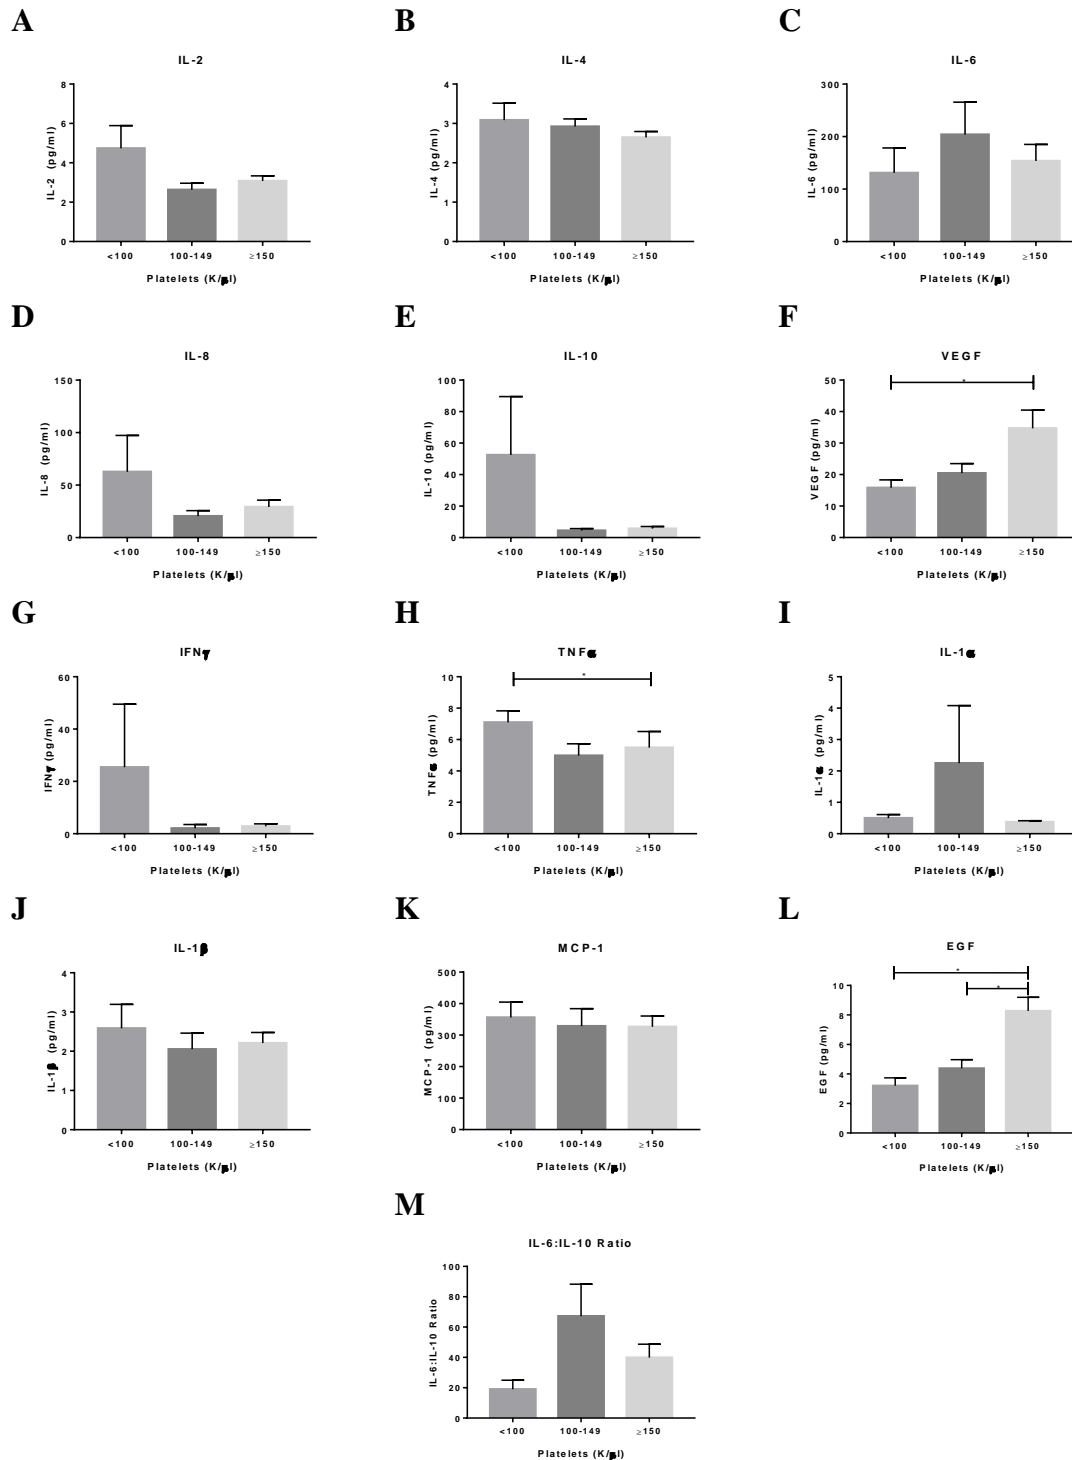 A
B
C
IL-2
IL-4
IL-6
IL-2 (pg/ml)
8
6
4
2
0
<100
100-149
≥150
Platelets (K/μl)
IL-4 (pg/ml)
4
3
2
1
0
<100
100-149
≥150
Platelets (K/μl)
IL-6 (pg/ml)
300
200
100
0
<100
100-149
≥150
Platelets (K/μl)
D
E
F
IL-8
IL-10
VEGF
IL-8 (pg/ml)
150
100
50
0
<100
100-149
≥150
Platelets (K/μl)
IL-10 (pg/ml)
100
80
60
40
20
0
<100
100-149
≥150
Platelets (K/μl)
VEGF (pg/ml)
50
40
30
20
10
0
*
<100
100-149
≥150
Platelets (K/μl)
G
H
I
IFNγ
TNFα
IL-1α
IFNγ (pg/ml)
60
40
20
0
<100
100-149
≥150
Platelets (K/μl)
TNFα (pg/ml)
10
8
6
4
2
0
*
<100
100-149
≥150
Platelets (K/μl)
IL-1α (pg/ml)
5
4
3
2
1
0
<100
100-149
≥150
Platelets (K/μl)
J
K
L
IL-1β
MCP-1
EGF
IL-1β (pg/ml)
4
3
2
1
0
<100
100-149
≥150
Platelets (K/μl)
MCP-1 (pg/ml)
500
400
300
200
100
0
<100
100-149
≥150
Platelets (K/μl)
EGF (pg/ml)
10
8
6
4
2
0
*
*
<100
100-149
≥150
Platelets (K/μl)
M
IL-6:IL-10 Ratio
IL-6:IL-10 Ratio
100
80
60
40
20
0
<100
100-149
≥150
Platelets (K/μl)